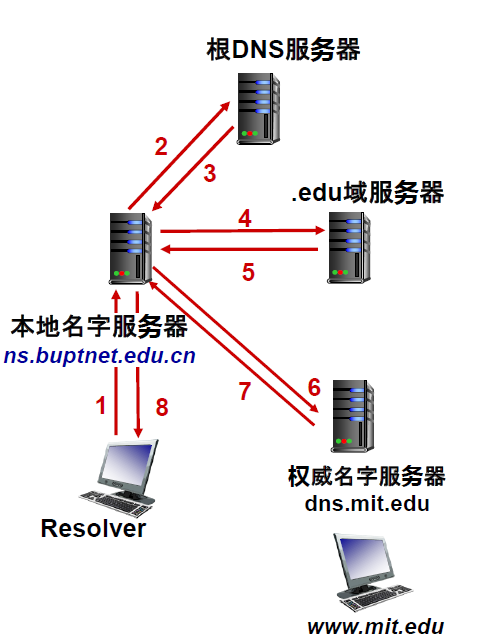 根DNS服务器
2
3
.edu域服务器
4
5
本地名字服务器
ns.buptnet.edu.cn
1
8
7
6
权威名字服务器
dns.mit.edu
Resolver
www.mit.edu